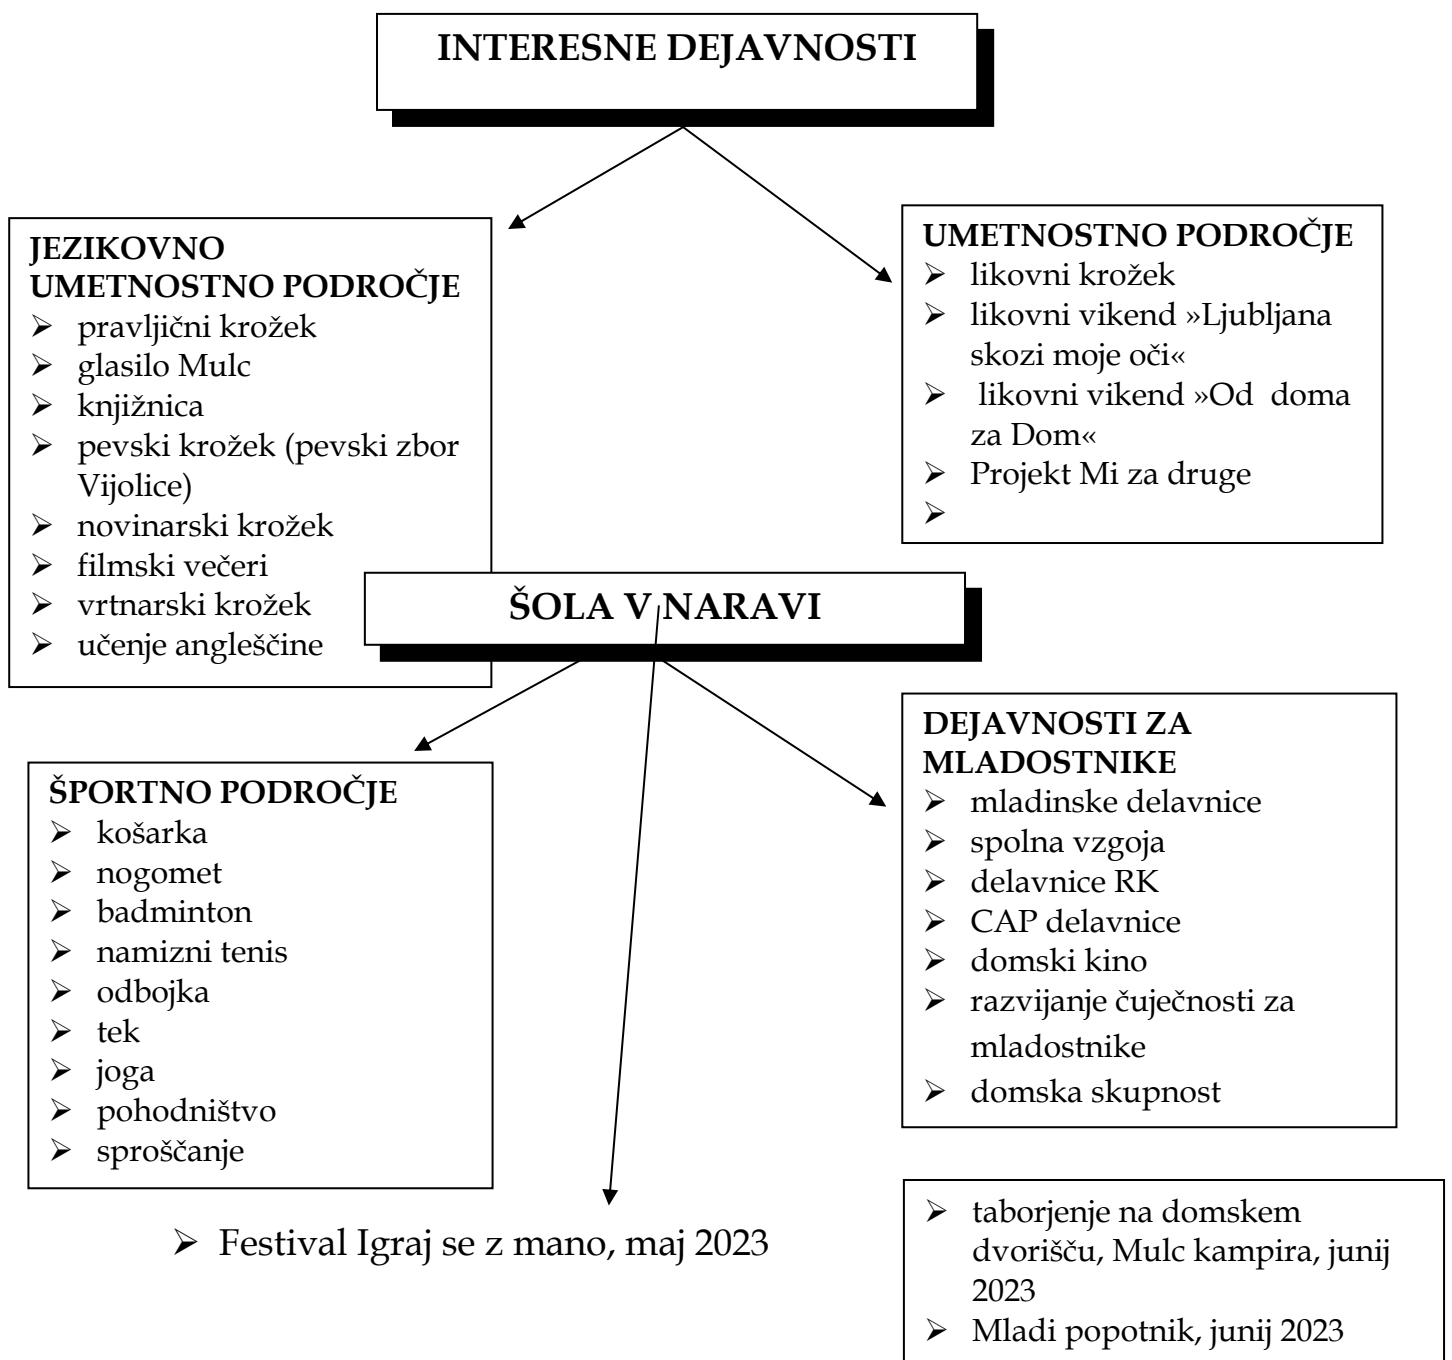 INTERESNE DEJAVNOSTI
JEZIKOVNO
UMETNOSTNO PODROČJE
➢ pravljični krožek
➢ glasilo Mulc
➢ knjižnica
➢ pevski krožek (pevski zbor
Vijolice)
➢ novinarski krožek
➢ filmski večeri
➢ vrtnarski krožek
➢ učenje angleščine
UMETNOSTNO PODROČJE
➢ likovni krožek
➢ likovni vikend »Ljubljana
skozi moje oči«
➢ likovni vikend »Od doma
za Dom«
➢ Projekt Mi za druge
➢
ŠOLA V NARAVI
ŠPORTNO PODROČJE
➢ košarka
➢ nogomet
➢ badminton
➢ namizni tenis
➢ odbojka
➢ tek
➢ joga
➢ pohodništvo
➢ sproščanje
DEJAVNOSTI ZA
MLADOSTNIKE
➢ mladinske delavnice
➢ spolna vzgoja
➢ delavnice RK
➢ CAP delavnice
➢ domski kino
➢ razvijanje čuječnosti za
mladostnike
➢ domska skupnost
➢ Festival Igraj se z mano, maj 2023
➢ taborjenje na domskem
dvorišču, Mulc kampira, junij
2023
➢ Mladi popotnik, junij 2023